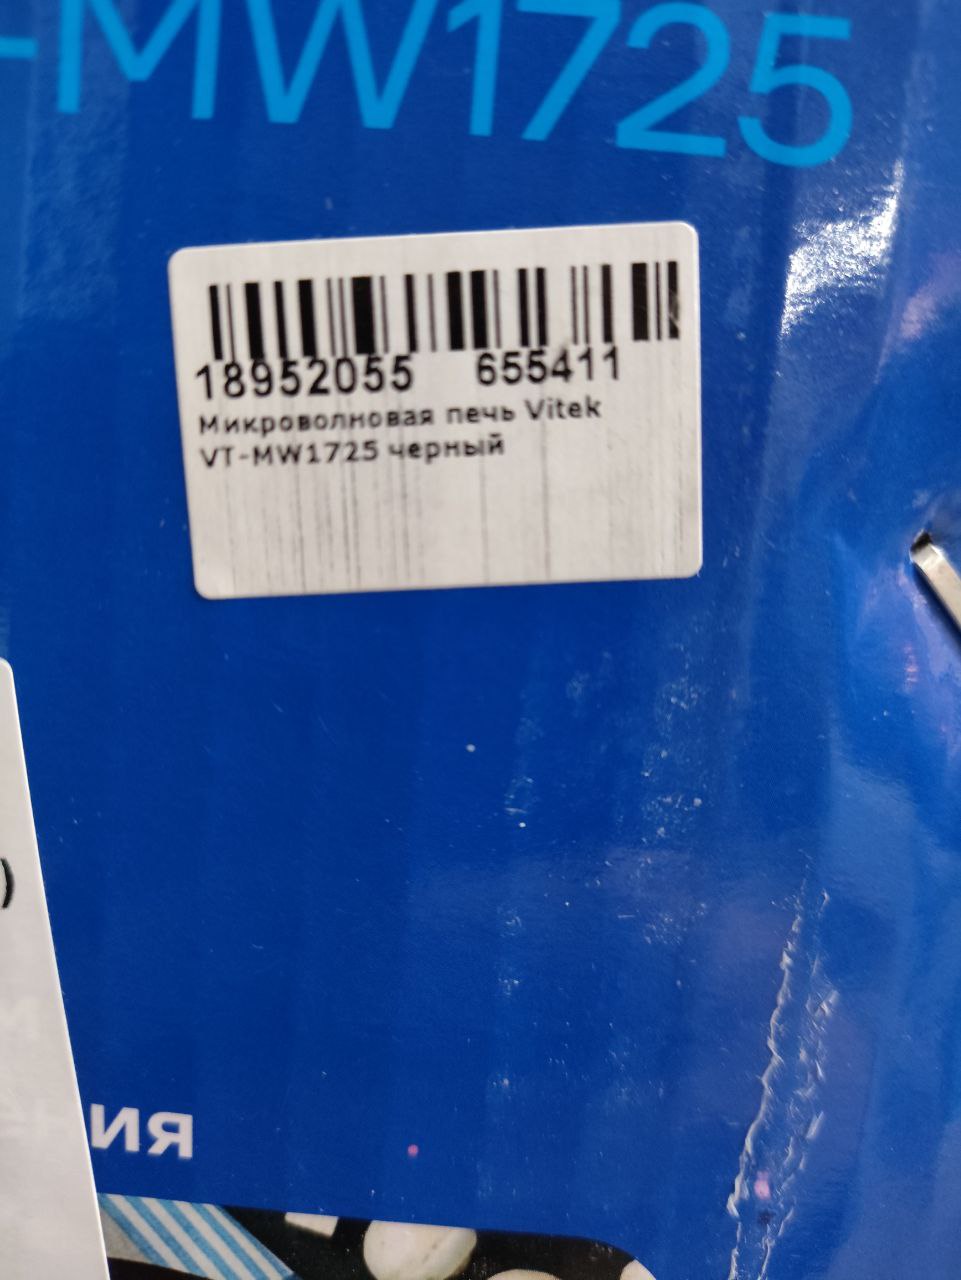 -MW1725
18952055 655411
Микроволновая печь Vitek
VT-MW1725 черный
)
ия